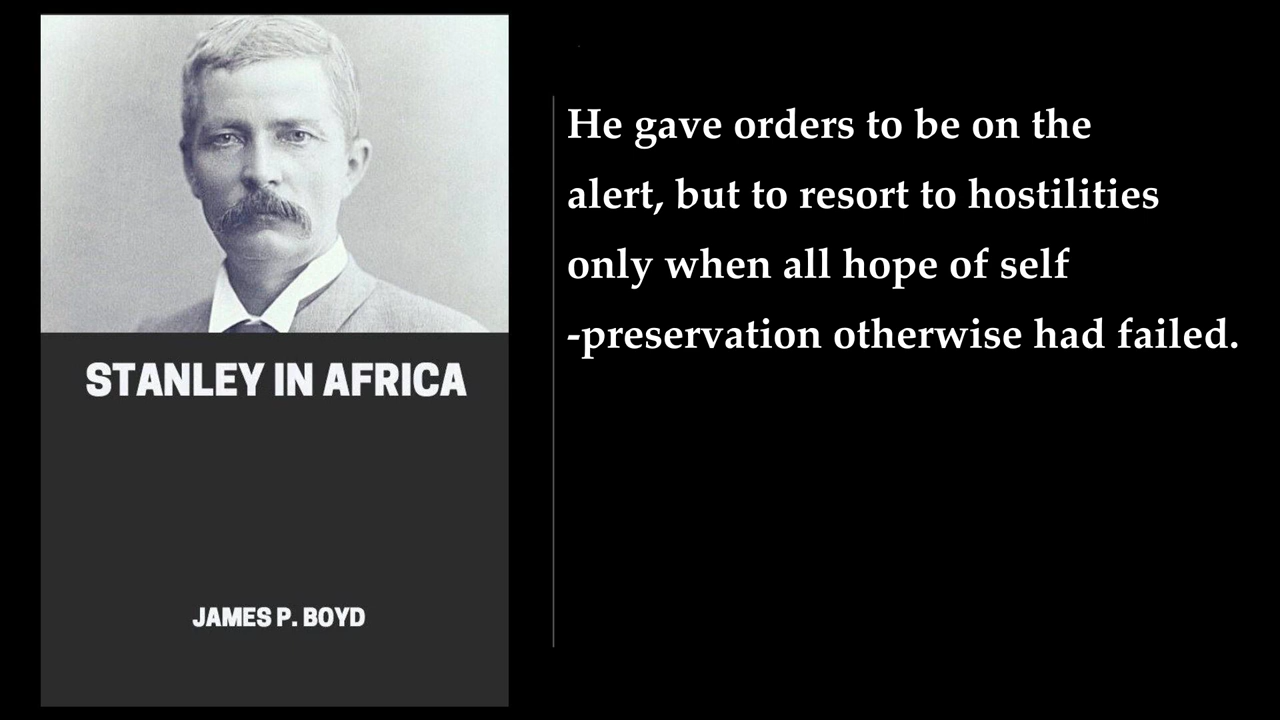 STANLEY IN AFRICA
JAMES P. BOYD
He gave orders to be on the
alert, but to resort to hostilities
only when all hope of self
-preservation otherwise had failed.